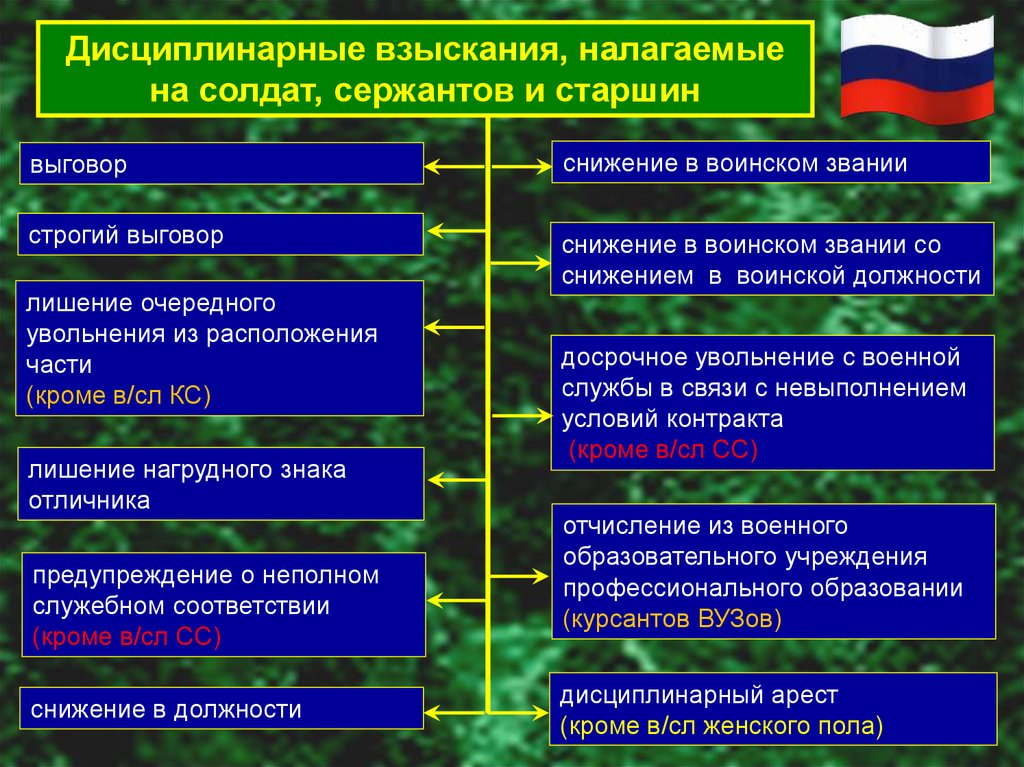 Дисциплинарные взыскания, налагаемые
на солдат, сержантов и старшин
выговор
строгий выговор
лишение очередного
увольнения из расположения
части
(кроме в/сл КС)
лишение нагрудного знака
отличника
предупреждение о неполном
служебном соответствии
(кроме в/сл СС)
снижение в должности
снижение в воинском звании
снижение в воинском звании со
снижением в воинской должности
досрочное увольнение с военной
службы в связи с невыполнением
условий контракта
(кроме в/сл СС)
отчисление из военного
образовательного учреждения
профессионального образовании
(курсантов ВУЗов)
дисциплинарный арест
(кроме в/сл женского пола)